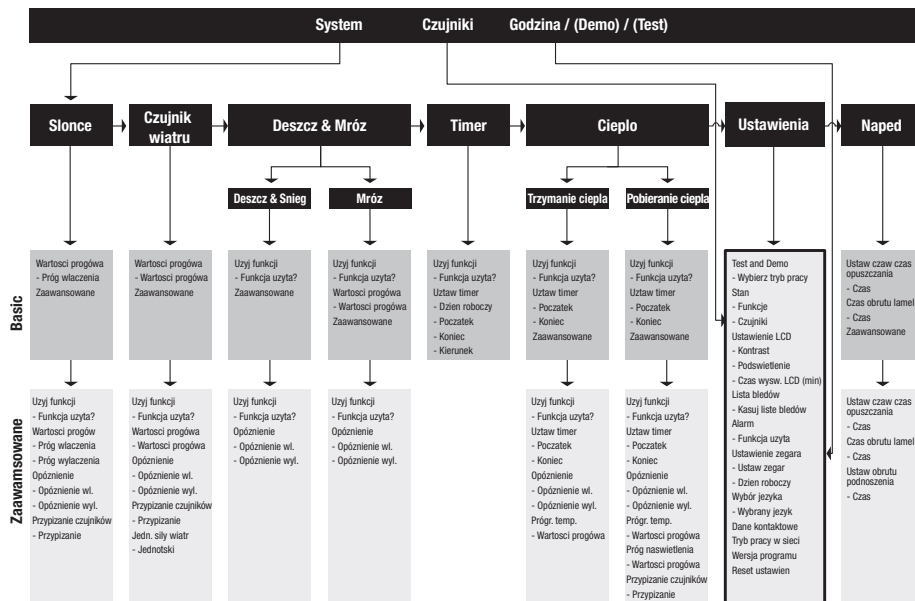 System Czujniki Godzina / (Demo) / (Test)
Slonce
Czujnik
wiatru
Deszcz & Mróz
Timer
Cieplo
Ustawienia
Naped
Deszcz & Snieg
Mróz
Trzymanie ciepla
Pobieranie ciepla
Basic
Wartosci progówa
- Próg wlaczenia
Zaawansowane
Wartosci progówa
- Wartosci progówa
Zaawansowane
Uzyj funkcji
- Funkcja uzyta?
Zaawansowane
Uzyj funkcji
- Funkcja uzyta?
Wartosci progówa
- Wartosci progówa
Zaawansowane
Uzyj funkcji
- Funkcja uzyta?
Uztaw timer
- Dzien roboczy
- Poczatek
- Koniec
- Kierunek
Uzyj funkcji
- Funkcja uzyta?
Uztaw timer
- Poczatek
- Koniec
Zaawansowane
Uzyj funkcji
- Funkcja uzyta?
Uztaw timer
- Poczatek
- Koniec
Zaawansowane
Test and Demo
- Wybierz tryb pracy
Stan
- Funkcje
- Czujniki
Ustawienie LCD
- Kontrast
- Podswietlenie
- Czas wysw. LCD (min)
Lista bledów
- Kasuj liste bledów
Alarm
- Funkcja uzyta
Ustawienie zegara
- Ustaw zegar
- Dzien roboczy
Wybór jezyka
- Wybrany jezyk
Dane kontaktowe
Tryb pracy w sieci
Wersja programu
Reset ustawien
Ustaw czaw czas
opuszczania
- Czas
Czas obrutu lamel
- Czas
Zaawansowane
Zaawamsowane
Uzyj funkcji
- Funkcja uzyta?
Wartosci progów
- Próg wlaczenia
- Próg wylaczenia
Opóznienie
- Opóznienie wl.
- Opóznienie wyl.
Przypizanie czujników
- Przypizanie
Uzyj funkcji
- Funkcja uzyta?
Wartosci progówa
- Wartosci progówa
Opóznienie
- Opóznienie wl.
- Opóznienie wyl.
Przypizanie czujników
- Przypizanie
Jedn. sily wiatr
- Jednotski
Uzyj funkcji
- Funkcja uzyta?
Opóznienie
- Opóznienie wl.
- Opóznienie wyl.
Uzyj funkcji
- Funkcja uzyta?
Opóznienie
- Opóznienie wl.
- Opóznienie wyl.
Uzyj funkcji
- Funkcja uzyta?
Uztaw timer
- Poczatek
- Koniec
Opóznienie
- Opóznienie wl.
- Opóznienie wyl.
Prógr. temp.
- Wartosci progówa
Uzyj funkcji
- Funkcja uzyta?
Uztaw timer
- Poczatek
- Koniec
Opóznienie
- Opóznienie wl.
- Opóznienie wyl.
Prógr. temp.
- Wartosci progówa
Próg naswietlenia
- Wartosci progówa
Przypizanie czujników
- Przypizanie
Ustaw czaw czas
opuszczania
- Czas
Czas obrutu lamel
- Czas
Ustaw obrutu
podnoszenia
- Czas